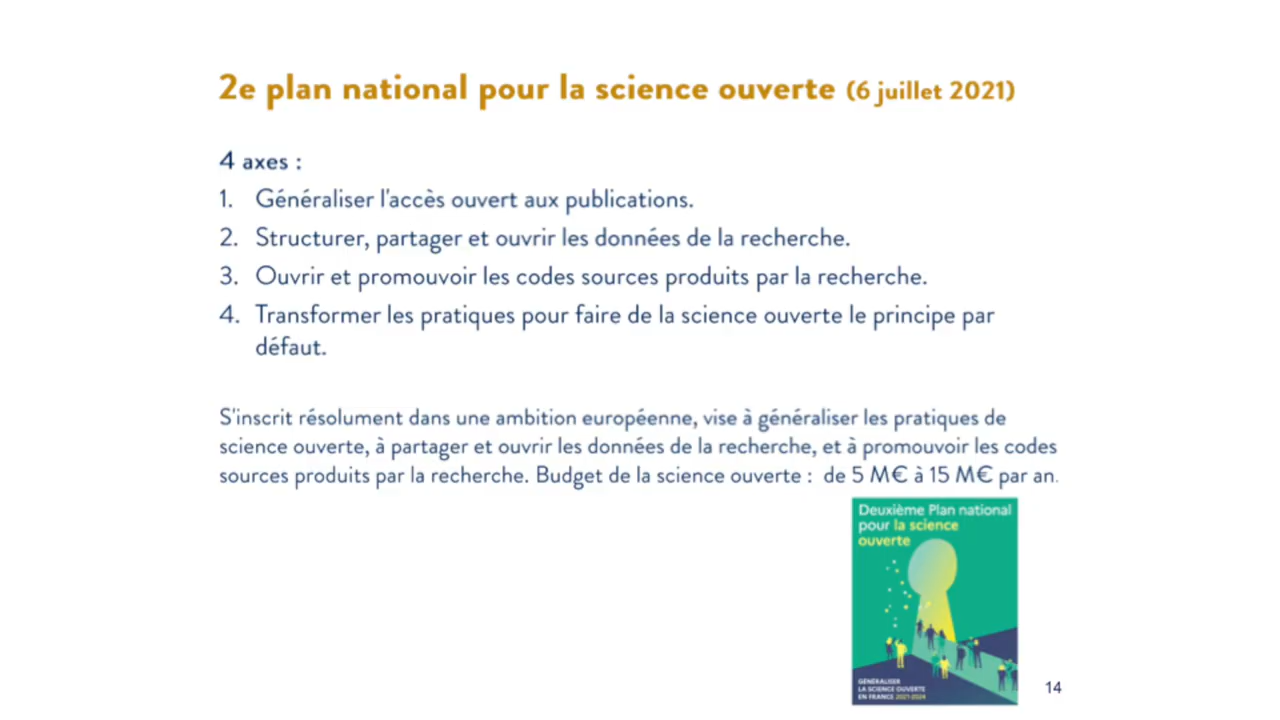 2e plan national pour la science ouverte (6 juillet 2021)
4 axes :
1. Généraliser l'accès ouvert aux publications.
2. Structurer, partager et ouvrir les données de la recherche.
3. Ouvrir et promouvoir les codes sources produits par la recherche.
4. Transformer les pratiques pour faire de la science ouverte le principe par
défaut.
S'inscrit résolument dans une ambition européenne, vise à généraliser les pratiques de
science ouverte, à partager et ouvrir les données de la recherche, et à promouvoir les codes
sources produits par la recherche. Budget de la science ouverte : de 5 M€ à 15 M€ par an.
Deuxième Plan national
pour la science
ouverte
GÉNÉRALISER
LA SCIENCE OUVERTE
EN FRANCE 2021-2024
14